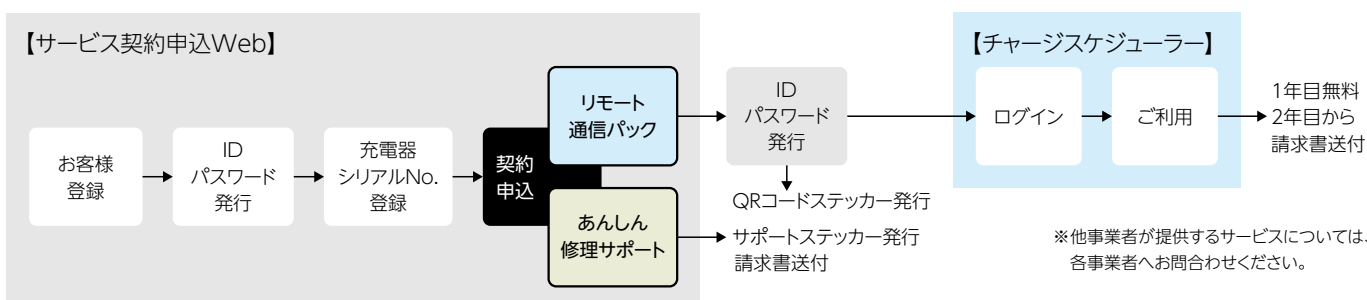 【サービス契約申込Web】
お客様
登録
ID
パスワード
発行
充電器
シリアルNo.
登録
契約
申込
リモート
通信パック
あんしん
修理サポート
ID
パスワード
発行
QRコードステッカー発行
サポートステッカー発行
請求書送付
【チャージスケジューラー】
ログイン
ご利用
1年目無料
2年目から
請求書送付
※他事業者が提供するサービスについては、
各事業者へお問合わせください。